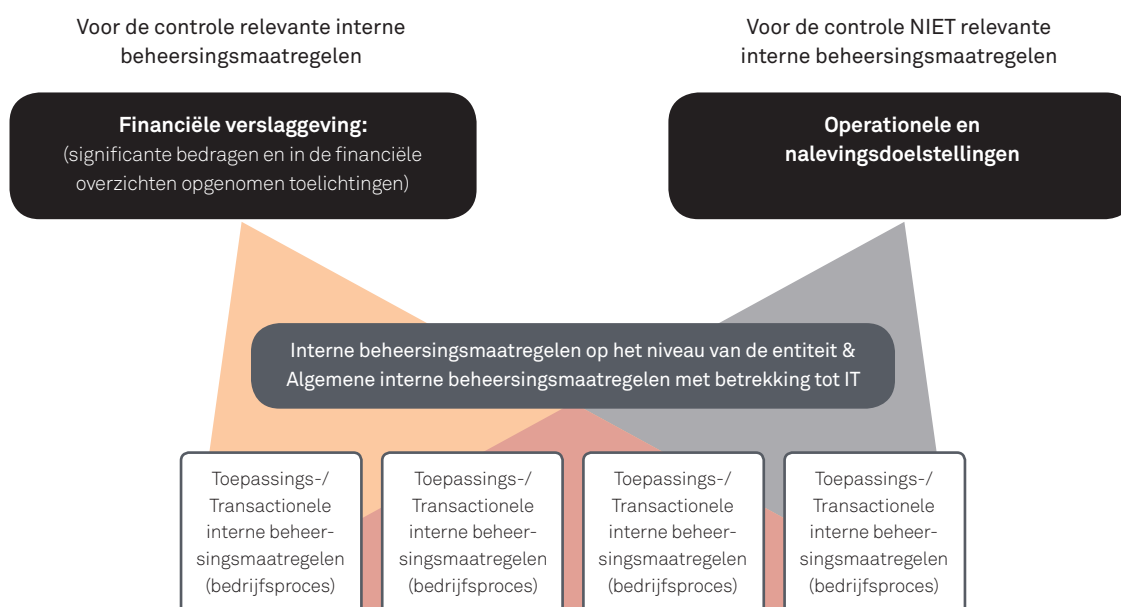 Voor de controle relevante interne
beheersingsmaatregelen
Voor de controle NIET relevante
interne beheersingsmaatregelen
Financiële verslaggeving:
(significante bedragen en in de financiële
overzichten opgenomen toelichtingen)
Operationele en
nalevingsdoelstellingen
Interne beheersingsmaatregelen op het niveau van de entiteit &
Algemene interne beheersingsmaatregelen met betrekking tot IT
Toepassings-/
Transactionele
interne beheer-
singsmaatregelen
(bedrijfsproces)
Toepassings-/
Transactionele
interne beheer-
singsmaatregelen
(bedrijfsproces)
Toepassings-/
Transactionele
interne beheer-
singsmaatregelen
(bedrijfsproces)
Toepassings-/
Transactionele
interne beheer-
singsmaatregelen
(bedrijfsproces)